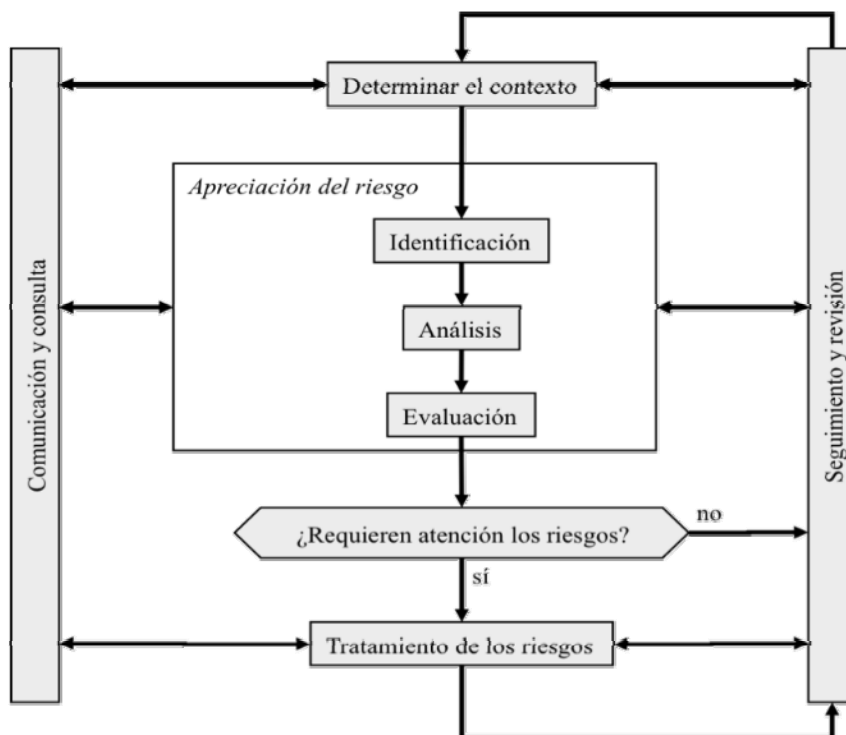 Determinar el contexto
Apreciación del riesgo
Identificación
Análisis
Evaluación
Comunicación y consulta
Seguimiento y revisión
¿Requieren atención los riesgos?
no
sí
Tratamiento de los riesgos